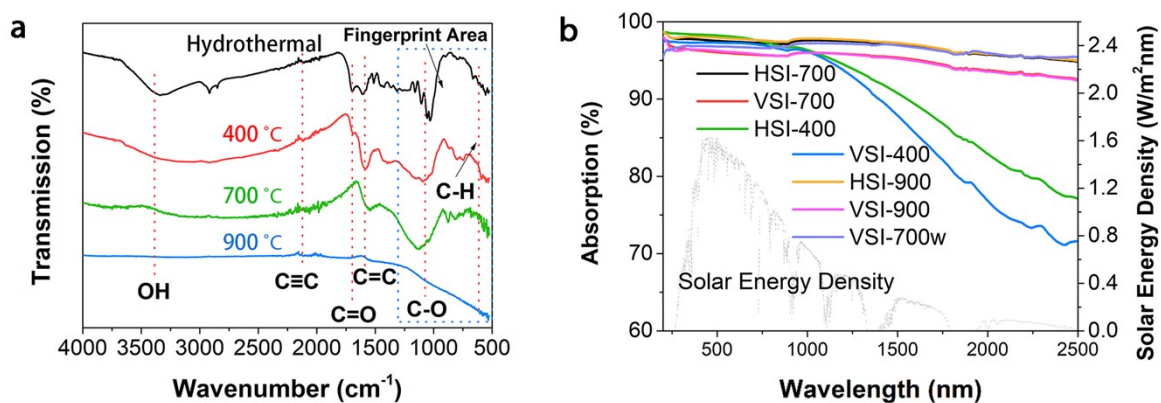 a
Hydrothermal
Fingerprint Area
400 °C
C-H
700 °C
900 °C
OH
C≡C
C=O
C=C
C-O
Transmission (%)
4000 3500 3000 2500 2000 1500 1000 500
Wavenumber (cm⁻¹)
b
100
90
80
70
60
Absorption (%)
HSI-700
VSI-700
HSI-400
VSI-400
HSI-900
VSI-900
VSI-700w
Solar Energy Density
2.4
2.0
1.6
1.2
0.8
0.4
0.0
Solar Energy Density (W/m²nm)
500 1000 1500 2000 2500
Wavelength (nm)